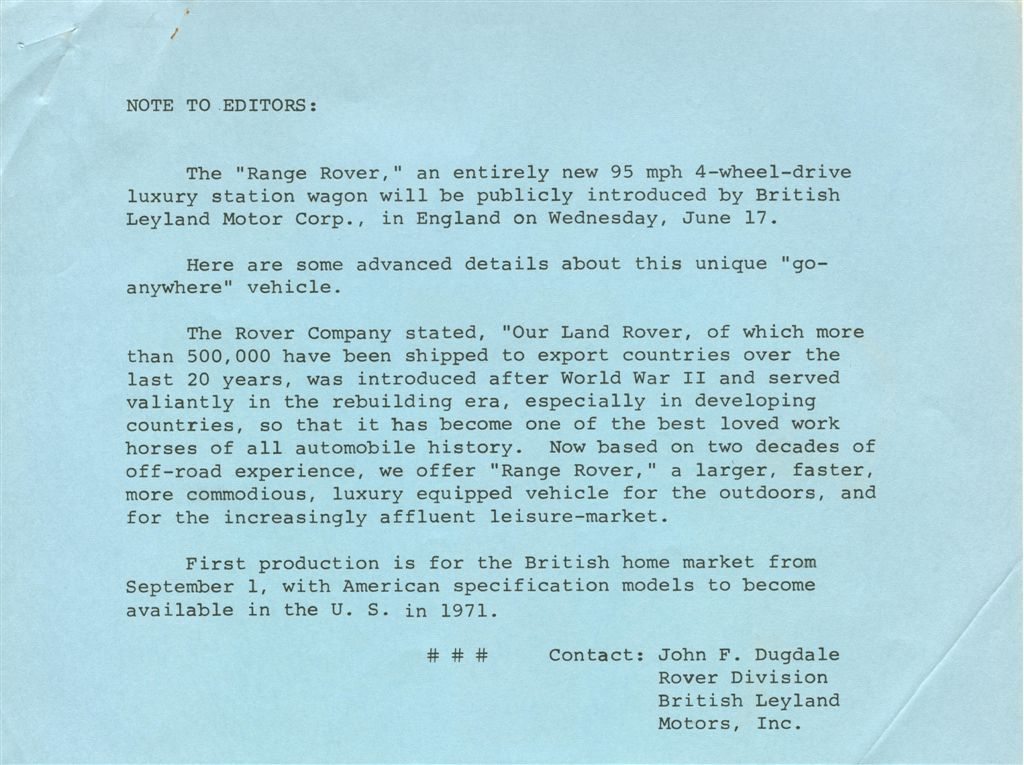 NOTE TO EDITORS:
The "Range Rover," an entirely new 95 mph 4-wheel-drive
luxury station wagon will be publicly introduced by British
Leyland Motor Corp., in England on Wednesday, June 17.
Here are some advanced details about this unique "go-
anywhere" vehicle.
The Rover Company stated, "Our Land Rover, of which more
than 500,000 have been shipped to export countries over the
last 20 years, was introduced after World War II and served
valiantly in the rebuilding era, especially in developing
countries, so that it has become one of the best loved work
horses of all automobile history.  Now based on two decades of
off-road experience, we offer "Range Rover," a larger, faster,
more commodious, luxury equipped vehicle for the outdoors, and
for the increasingly affluent leisure-market.
First production is for the British home market from
September 1, with American specification models to become
available in the U. S. in 1971.
# # # Contact: John F. Dugdale
Rover Division
British Leyland
Motors, Inc.